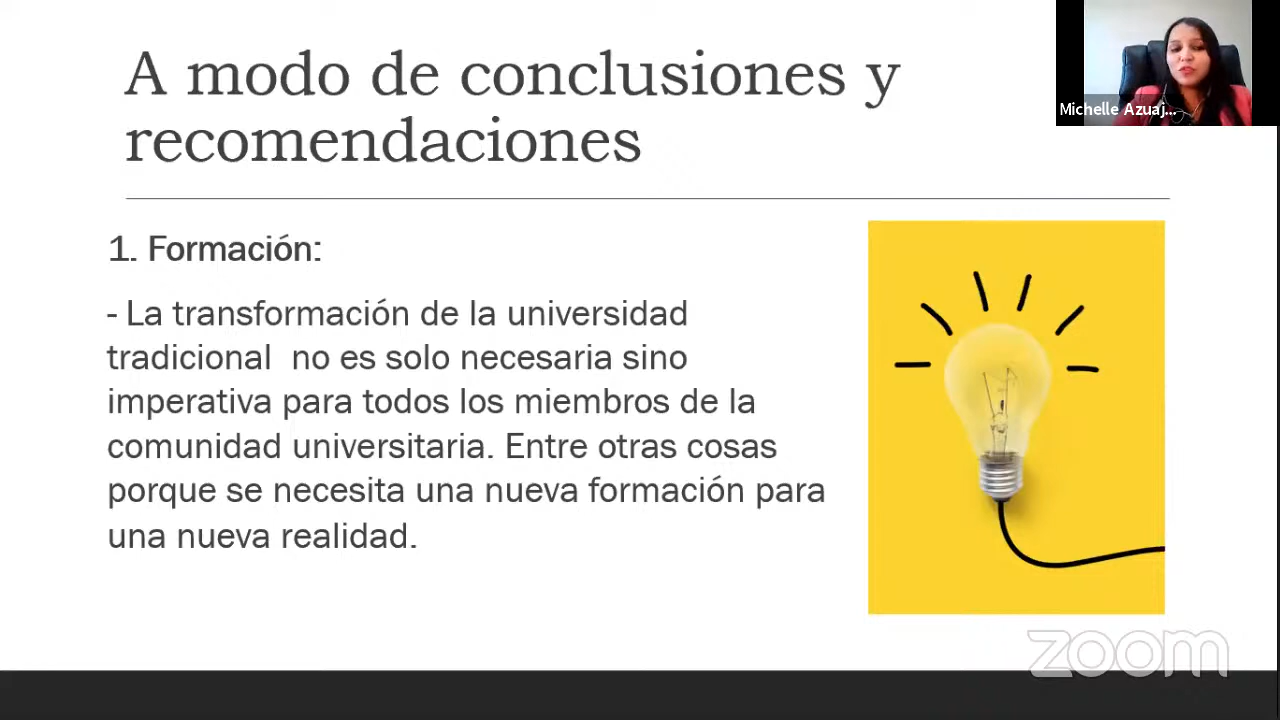 A modo de conclusiones y
recomendaciones
Michelle Azuaj...
1. Formación:
- La transformación de la universidad
tradicional no es solo necesaria sino
imperativa para todos los miembros de la
comunidad universitaria. Entre otras cosas
porque se necesita una nueva formación para
una nueva realidad.
zoom